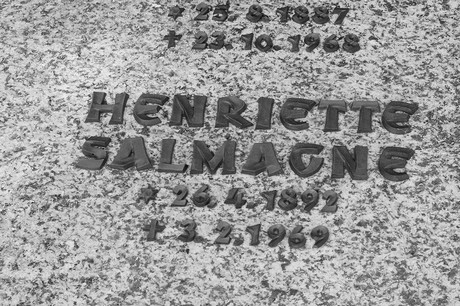 * 25. 8. 1887
† 23. 10. 1968
HENRIETTE
SALMAGNE
* 26. 4. 1892
† 3. 2. 1969